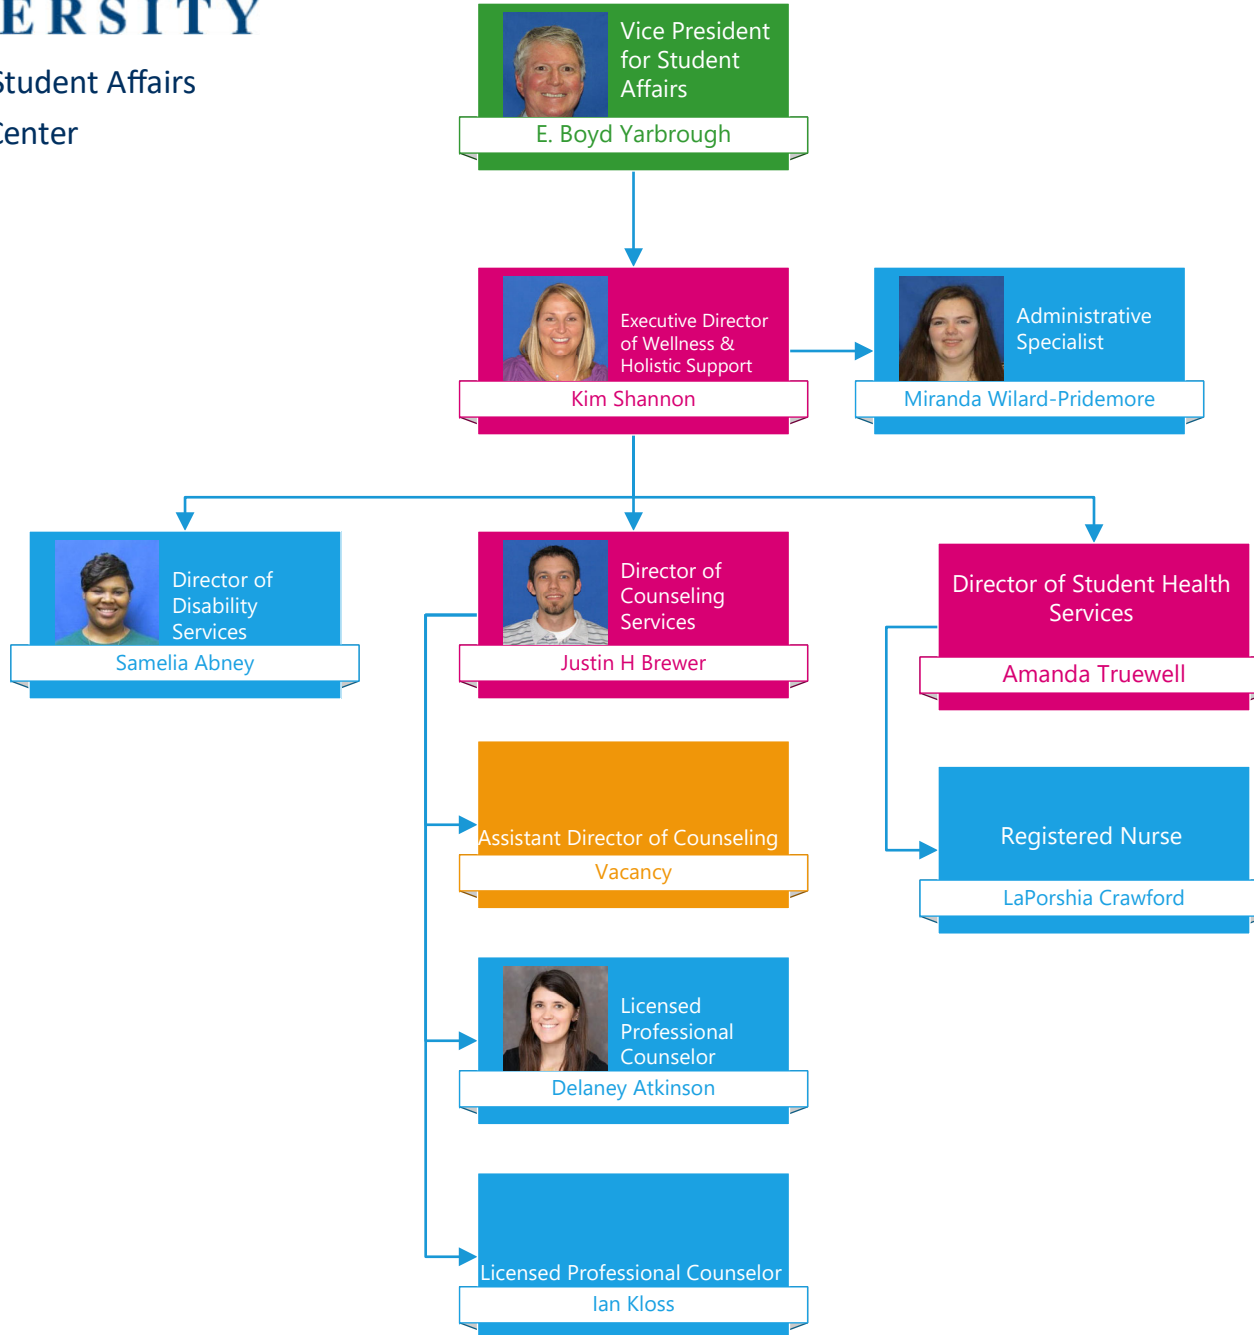 ERSITY
Student Affairs
Center
Vice President
for Student
Affairs
E. Boyd Yarbrough
Executive Director
of Wellness &
Holistic Support
Kim Shannon
Administrative
Specialist
Miranda Wilard-Pridemore
Director of
Disability
Services
Samelia Abney
Director of
Counseling
Services
Justin H Brewer
Director of Student Health
Services
Amanda Truewell
Assistant Director of Counseling
Vacancy
Registered Nurse
LaPorshia Crawford
Licensed
Professional
Counselor
Delaney Atkinson
Licensed Professional Counselor
Ian Kloss